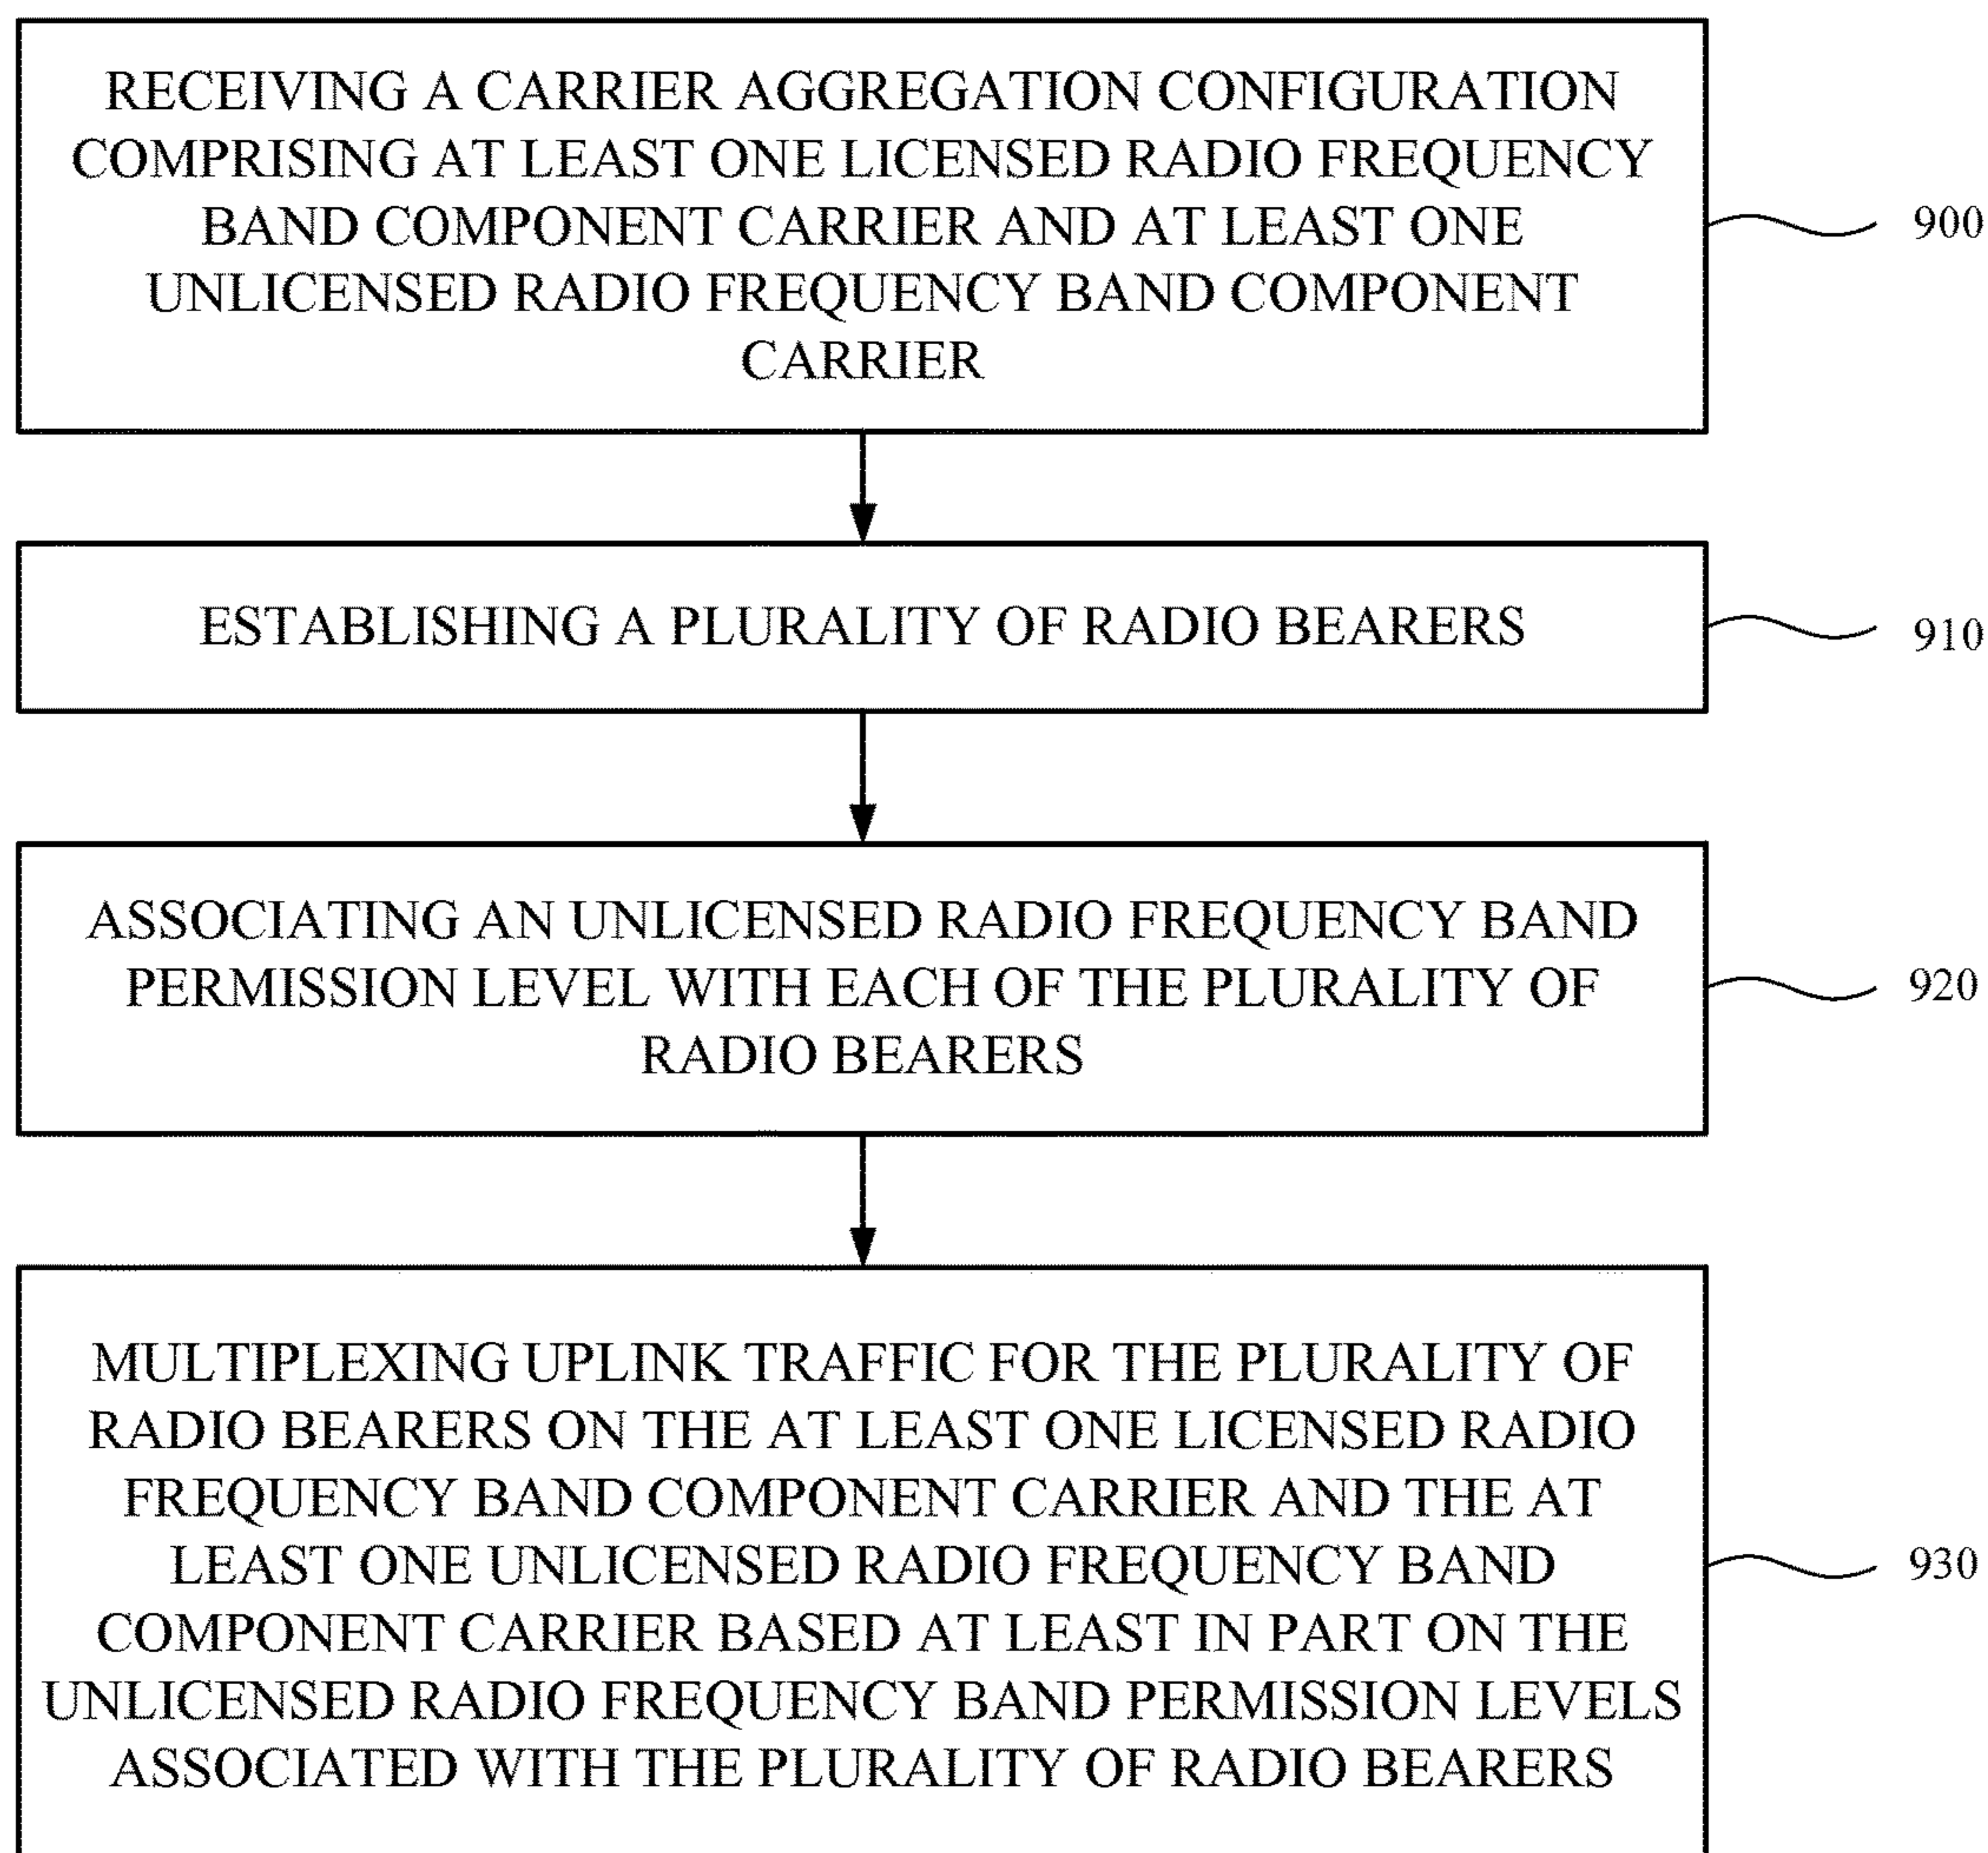 RECEIVING A CARRIER AGGREGATION CONFIGURATION
COMPRISING AT LEAST ONE LICENSED RADIO FREQUENCY
BAND COMPONENT CARRIER AND AT LEAST ONE
UNLICENSED RADIO FREQUENCY BAND COMPONENT
CARRIER
900
ESTABLISHING A PLURALITY OF RADIO BEARERS
910
ASSOCIATING AN UNLICENSED RADIO FREQUENCY BAND
PERMISSION LEVEL WITH EACH OF THE PLURALITY OF
RADIO BEARERS
920
MULTIPLEXING UPLINK TRAFFIC FOR THE PLURALITY OF
RADIO BEARERS ON THE AT LEAST ONE LICENSED RADIO
FREQUENCY BAND COMPONENT CARRIER AND THE AT
LEAST ONE UNLICENSED RADIO FREQUENCY BAND
COMPONENT CARRIER BASED AT LEAST IN PART ON THE
UNLICENSED RADIO FREQUENCY BAND PERMISSION LEVELS
ASSOCIATED WITH THE PLURALITY OF RADIO BEARERS
930